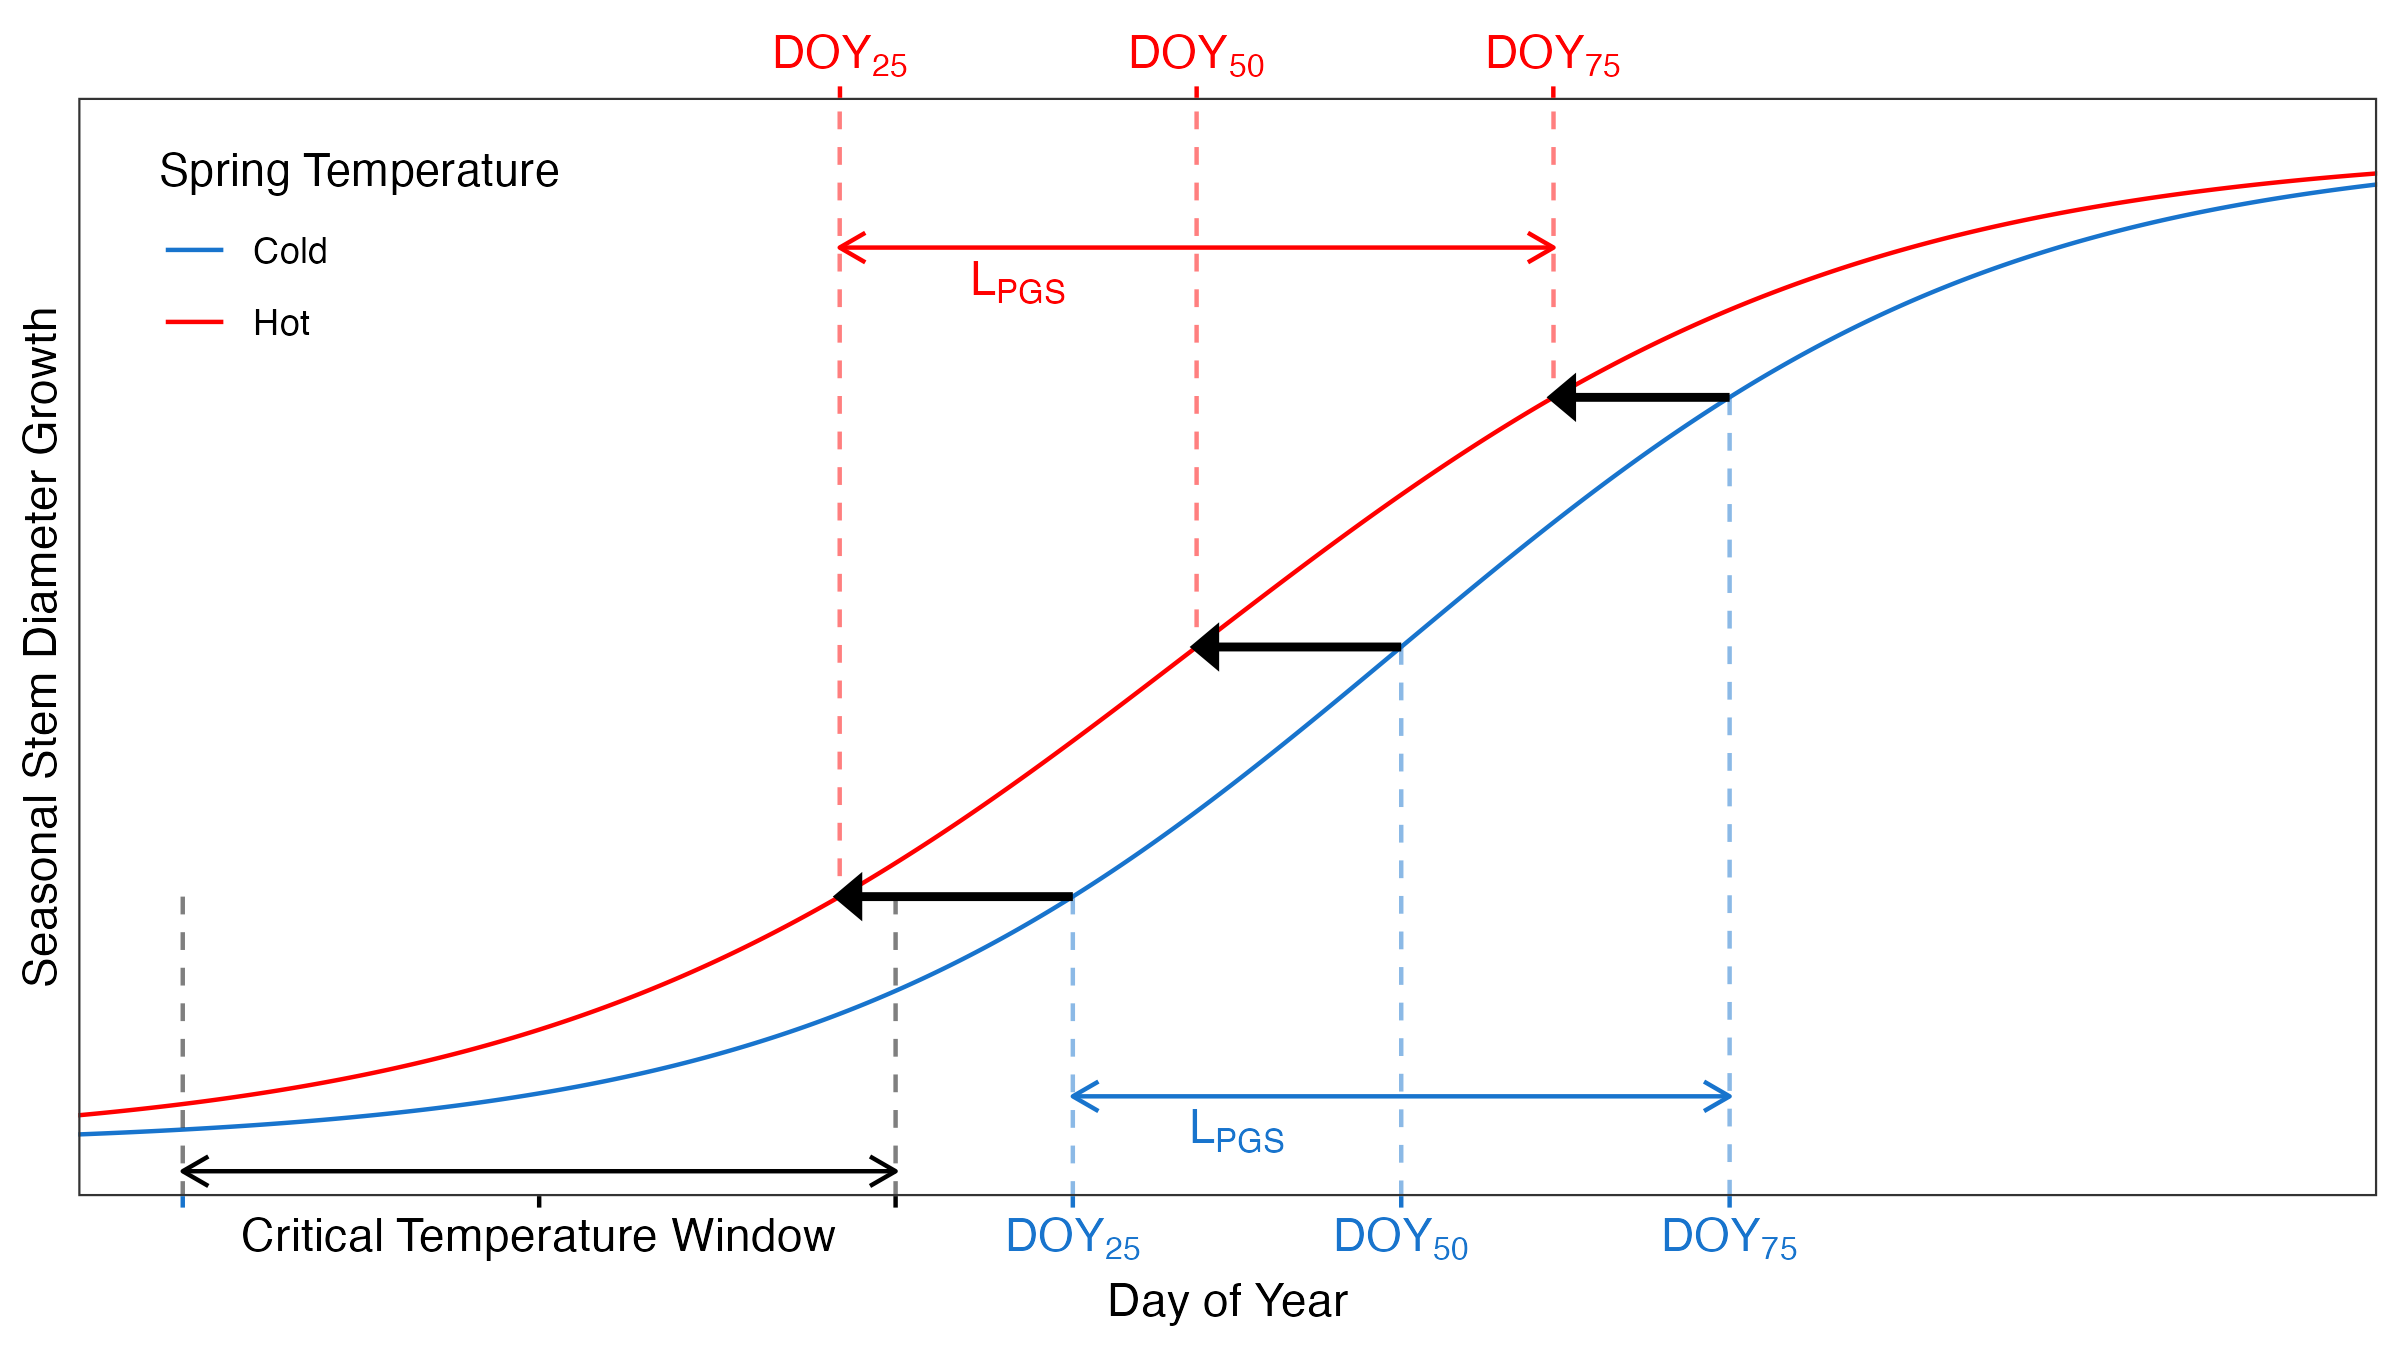 DOY25 DOY50 DOY75
Spring Temperature
Cold
Hot
LPGS
Seasonal Stem Diameter Growth
LPGS
Critical Temperature Window DOY25 DOY50 DOY75
Day of Year